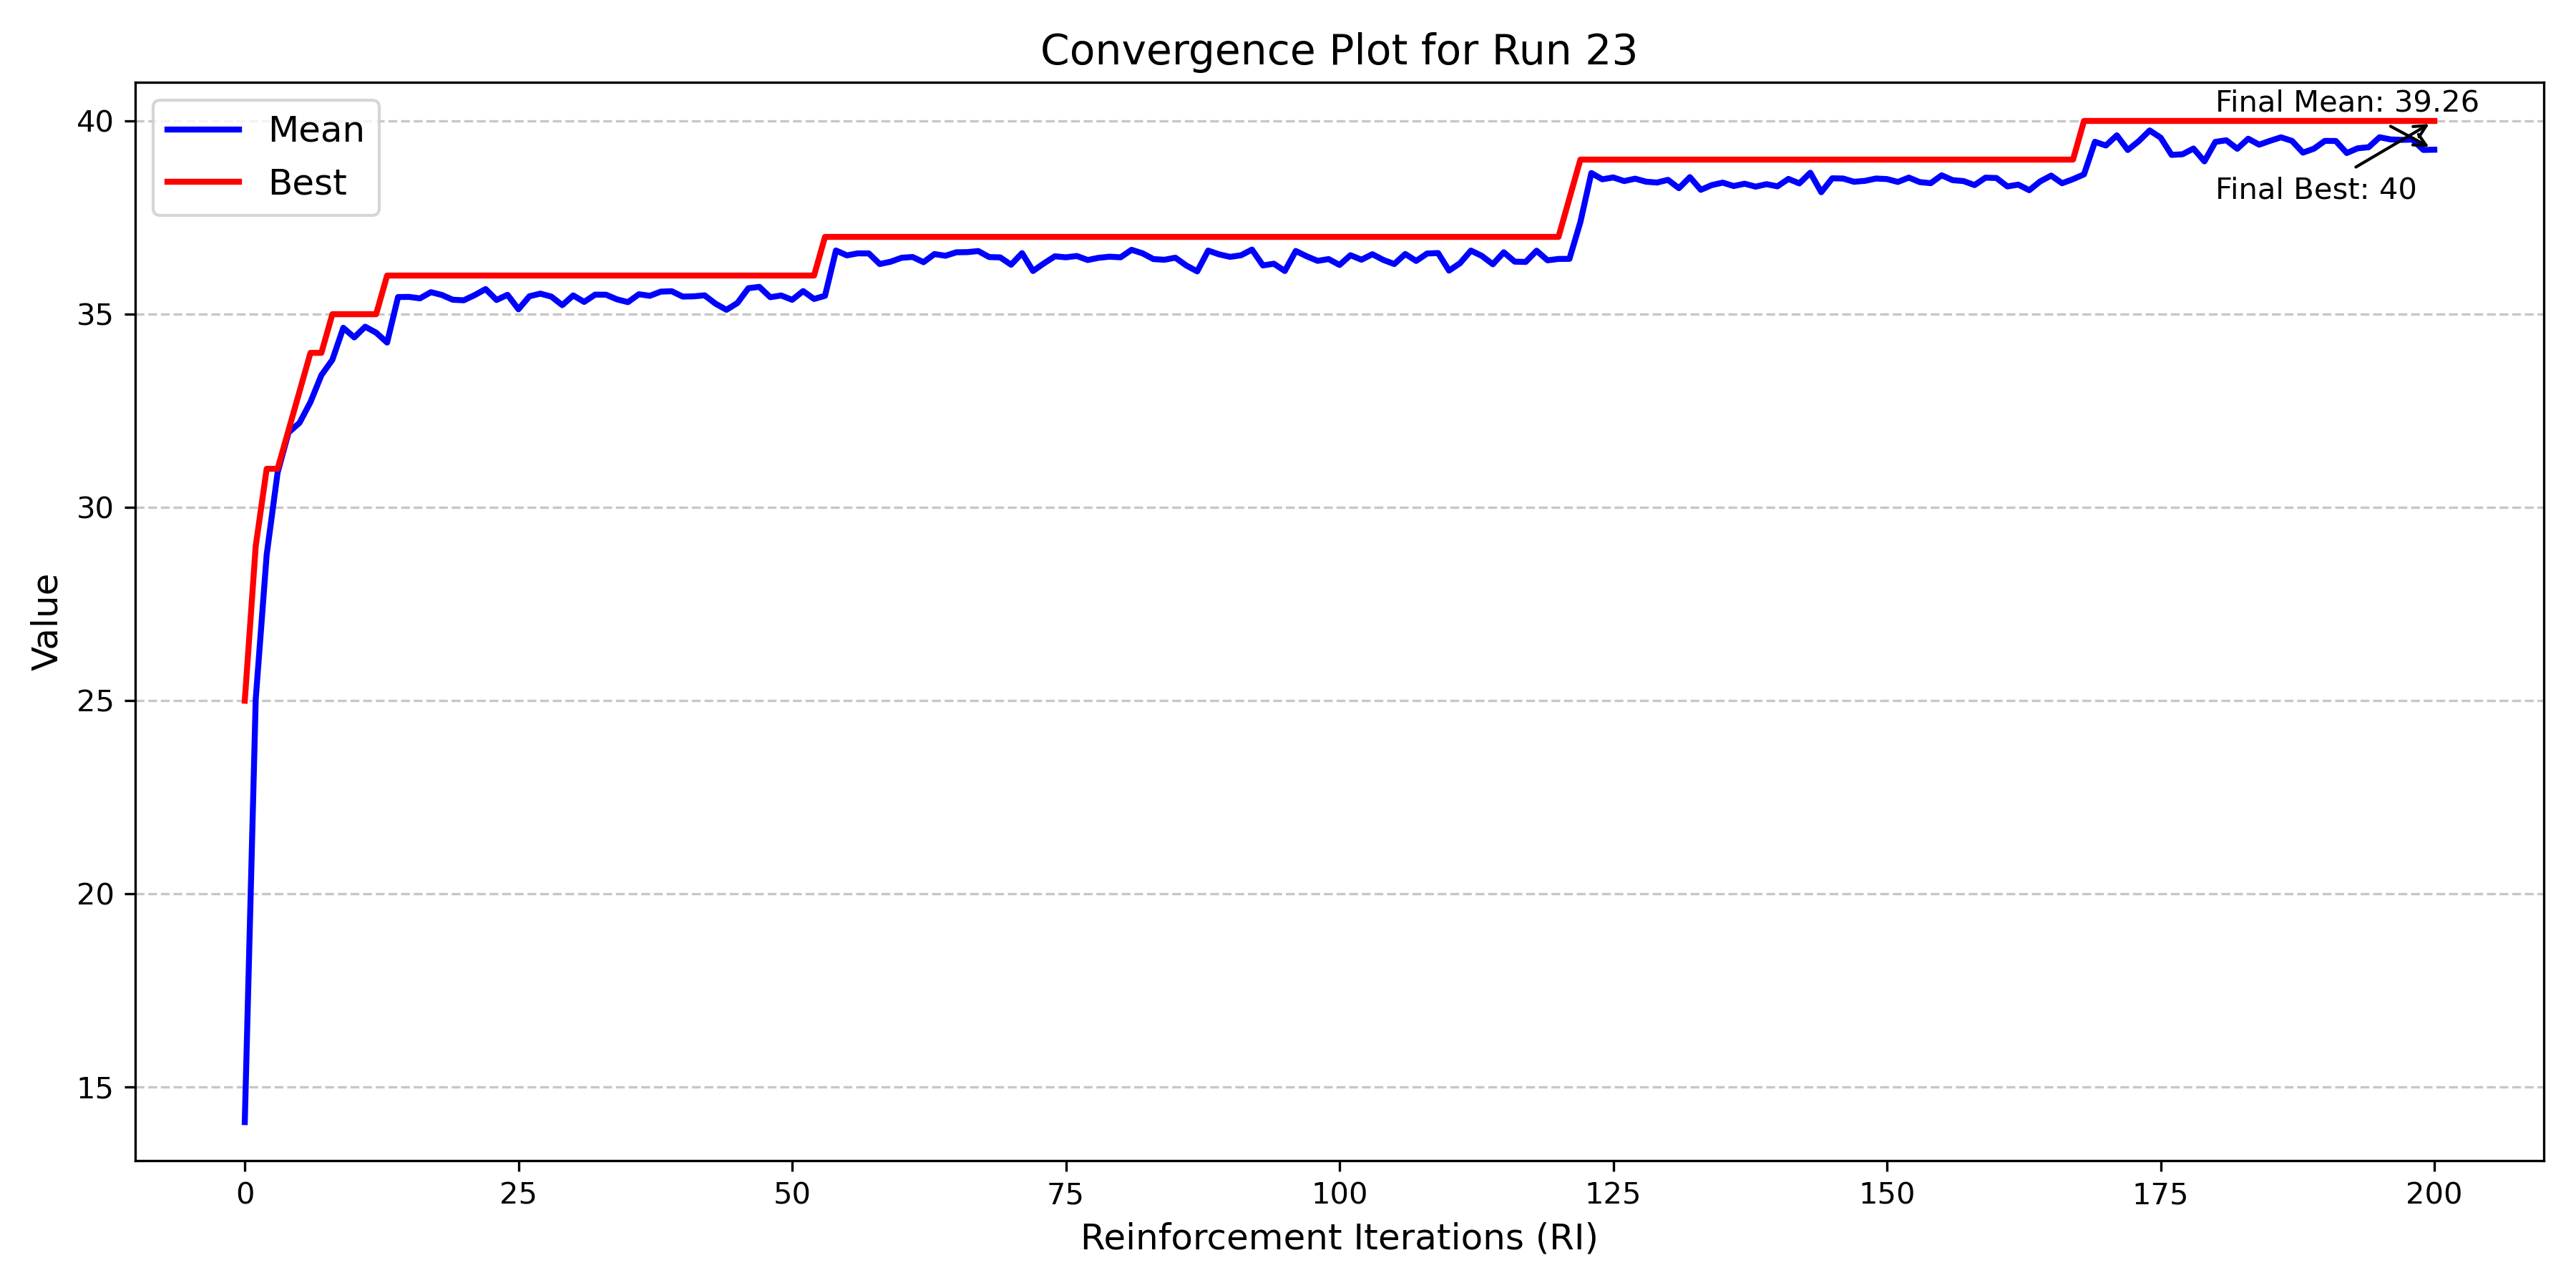 Convergence Plot for Run 23
Mean
Best
Final Mean: 39.26
Final Best: 40
Value
40
35
30
25
20
15
0 25 50 75 100 125 150 175 200
Reinforcement Iterations (RI)